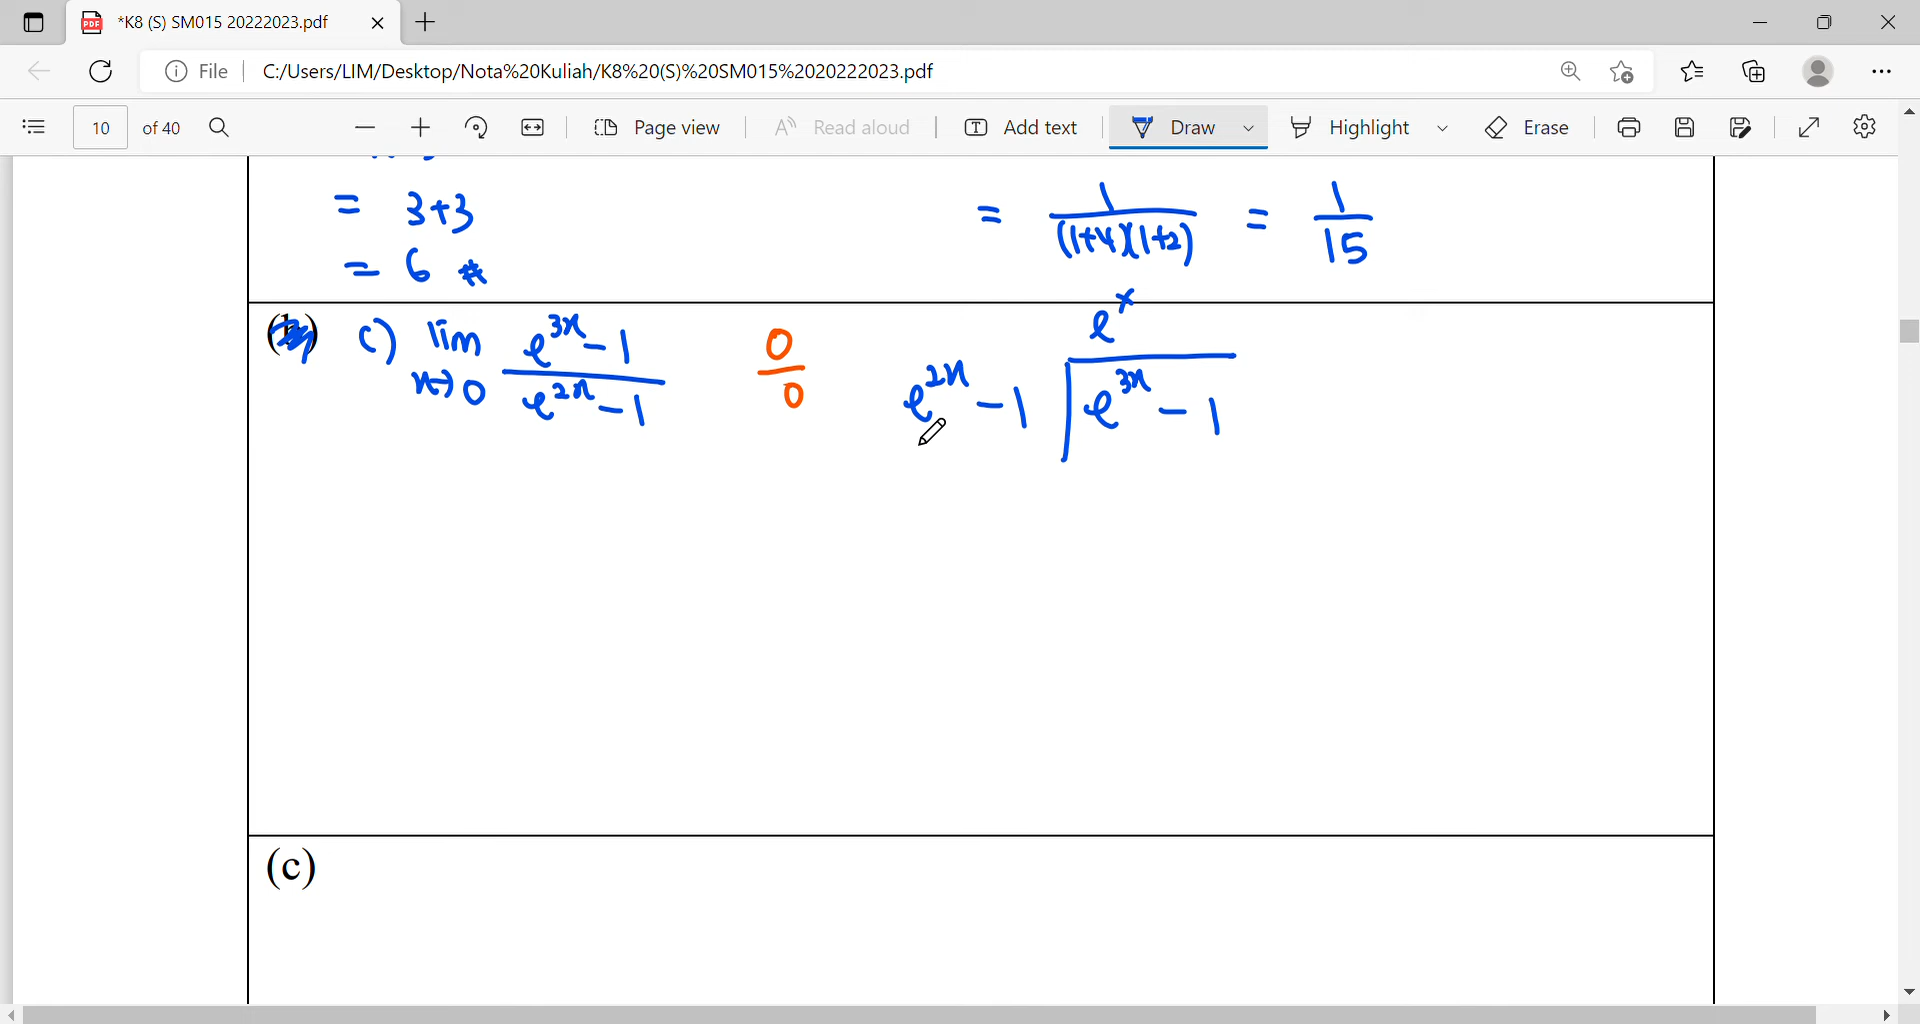 *K8 (S) SM015 20222023.pdf
File C:/Users/LIM/Desktop/Nota%20Kuliah/K8%20(S)%20SM015%2020222023.pdf
10 of 40 Page view Read aloud Add text Draw Highlight Erase
= 3+3
= 6 *
= 1/((1+4)(1+2)) = 1/15
(b) c) lim x→0 (e^3x - 1)/(e^2x - 1) 0/0
e^x
e^2x - 1 | e^3x - 1
(c)